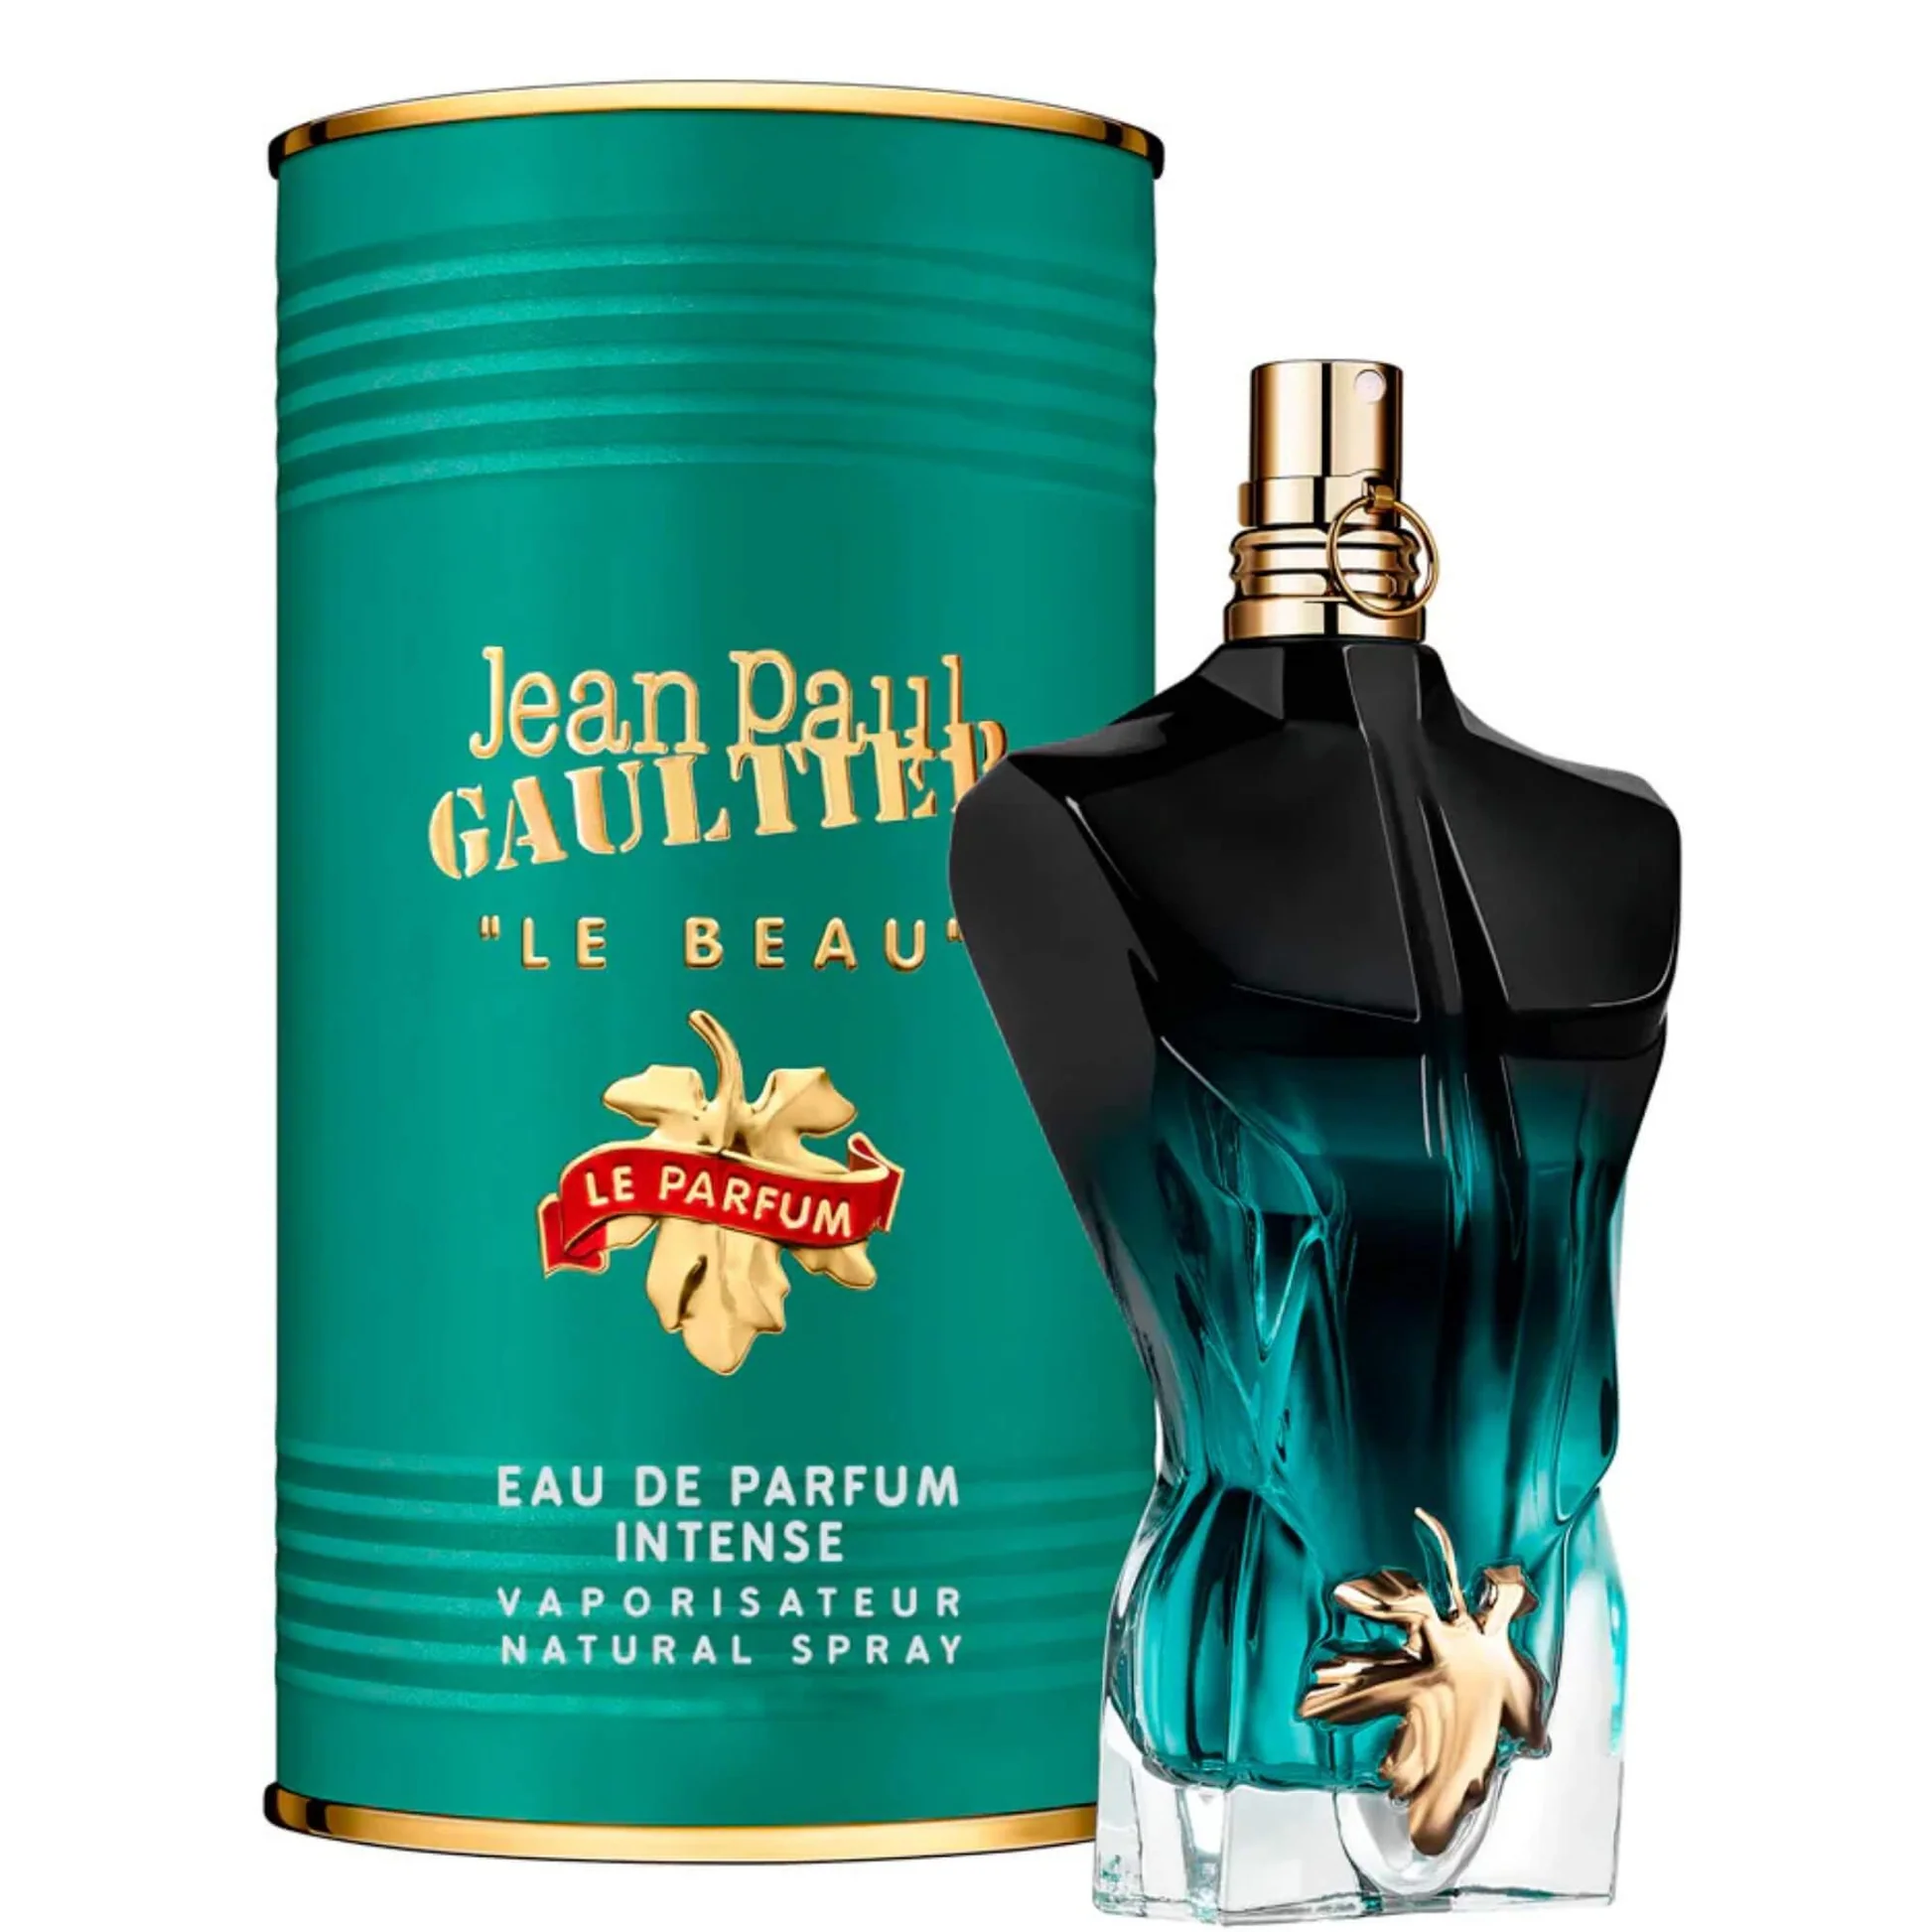 Jean Paul
GAULTIER
"LE BEAU"
LE PARFUM
EAU DE PARFUM
INTENSE
VAPORISATEUR
NATURAL SPRAY